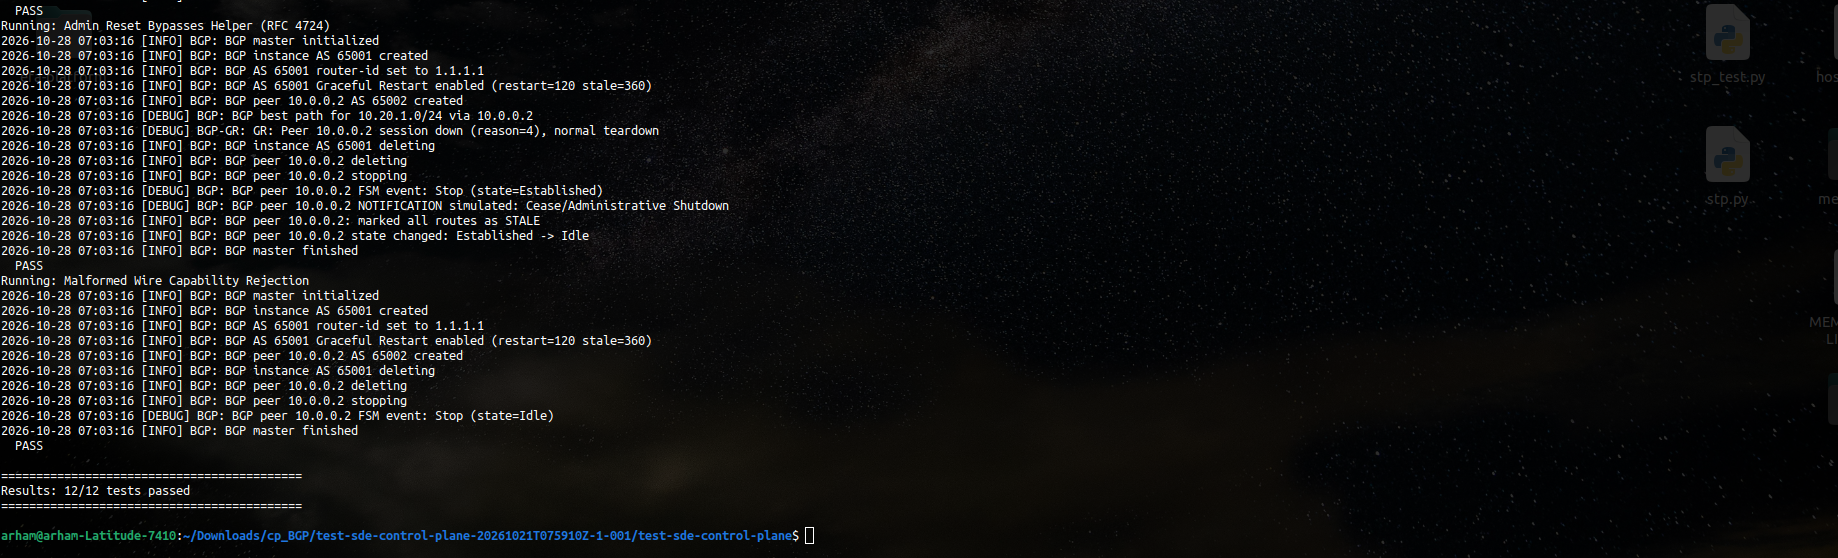 PASS
Running: Admin Reset Bypasses Helper (RFC 4724)
2026-10-28 07:03:16 [INFO] BGP: BGP master initialized
2026-10-28 07:03:16 [INFO] BGP: BGP instance AS 65001 created
2026-10-28 07:03:16 [INFO] BGP: BGP AS 65001 router-id set to 1.1.1.1
2026-10-28 07:03:16 [INFO] BGP: BGP AS 65001 Graceful Restart enabled (restart=120 stale=360)
2026-10-28 07:03:16 [INFO] BGP: BGP peer 10.0.0.2 AS 65002 created
2026-10-28 07:03:16 [DEBUG] BGP: BGP best path for 10.20.1.0/24 via 10.0.0.2
2026-10-28 07:03:16 [DEBUG] BGP-GR: GR: Peer 10.0.0.2 session down (reason=4), normal teardown
2026-10-28 07:03:16 [INFO] BGP: BGP instance AS 65001 deleting
2026-10-28 07:03:16 [INFO] BGP: BGP peer 10.0.0.2 deleting
2026-10-28 07:03:16 [INFO] BGP: BGP peer 10.0.0.2 stopping
2026-10-28 07:03:16 [DEBUG] BGP: BGP peer 10.0.0.2 FSM event: Stop (state=Established)
2026-10-28 07:03:16 [DEBUG] BGP: BGP peer 10.0.0.2 NOTIFICATION simulated: Cease/Administrative Shutdown
2026-10-28 07:03:16 [INFO] BGP: BGP peer 10.0.0.2: marked all routes as STALE
2026-10-28 07:03:16 [INFO] BGP: BGP peer 10.0.0.2 state changed: Established -> Idle
2026-10-28 07:03:16 [INFO] BGP: BGP master finished
PASS
Running: Malformed Wire Capability Rejection
2026-10-28 07:03:16 [INFO] BGP: BGP master initialized
2026-10-28 07:03:16 [INFO] BGP: BGP instance AS 65001 created
2026-10-28 07:03:16 [INFO] BGP: BGP AS 65001 router-id set to 1.1.1.1
2026-10-28 07:03:16 [INFO] BGP: BGP AS 65001 Graceful Restart enabled (restart=120 stale=360)
2026-10-28 07:03:16 [INFO] BGP: BGP peer 10.0.0.2 AS 65002 created
2026-10-28 07:03:16 [INFO] BGP: BGP instance AS 65001 deleting
2026-10-28 07:03:16 [INFO] BGP: BGP peer 10.0.0.2 deleting
2026-10-28 07:03:16 [INFO] BGP: BGP peer 10.0.0.2 stopping
2026-10-28 07:03:16 [DEBUG] BGP: BGP peer 10.0.0.2 FSM event: Stop (state=Idle)
2026-10-28 07:03:16 [INFO] BGP: BGP master finished
PASS
===========================================
Results: 12/12 tests passed
===========================================
arham@arham-Latitude-7410:~/Downloads/cp_BGP/test-sde-control-plane-20261021T075910Z-1-001/test-sde-control-plane$
stp_test.py
stp.py